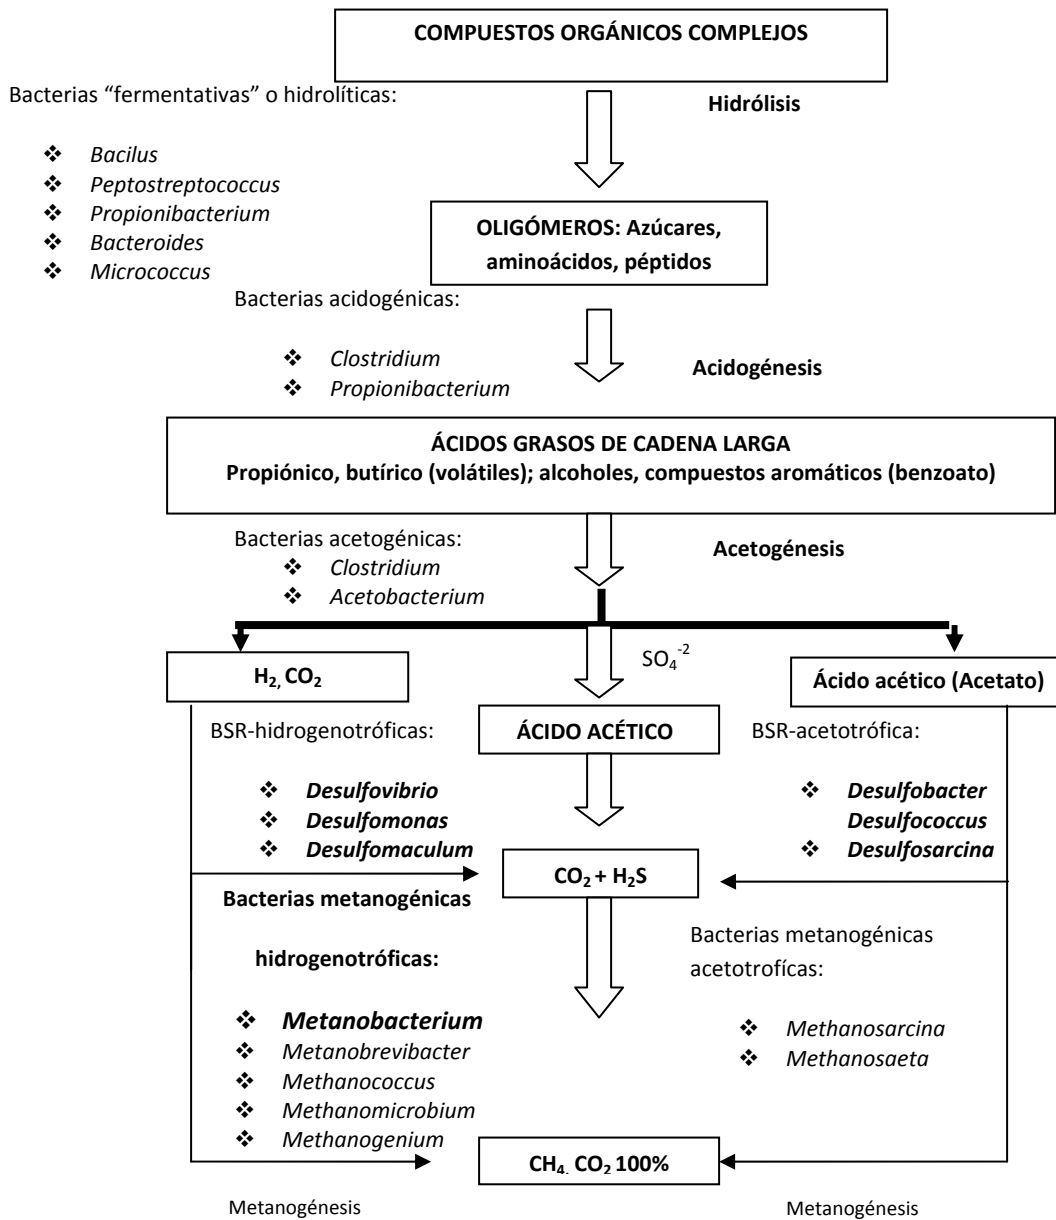 COMPUESTOS ORGÁNICOS COMPLEJOS
Bacterias “fermentativas” o hidrolíticas:
Hidrólisis
❖ Bacilus
❖ Peptostreptococcus
❖ Propionibacterium
❖ Bacteroides
❖ Micrococcus
OLIGÓMEROS: Azúcares,
aminoácidos, péptidos
Bacterias acidogénicas:
❖ Clostridium
❖ Propionibacterium
Acidogénesis
ÁCIDOS GRASOS DE CADENA LARGA
Propiónico, butírico (volátiles); alcoholes, compuestos aromáticos (benzoato)
Bacterias acetogénicas:
❖ Clostridium
❖ Acetobacterium
Acetogénesis
SO₄⁻²
H₂, CO₂
Ácido acético (Acetato)
BSR-hidrogenotróficas:
ÁCIDO ACÉTICO
BSR-acetotrófica:
❖ Desulfovibrio
❖ Desulfomonas
❖ Desulfomaculum
❖ Desulfobacter
Desulfococcus
❖ Desulfosarcina
CO₂ + H₂S
Bacterias metanogénicas
hidrogenotróficas:
Bacterias metanogénicas
acetotrofícas:
❖ Metanobacterium
❖ Metanobrevibacter
❖ Methanococcus
❖ Methanomicrobium
❖ Methanogenium
❖ Methanosarcina
❖ Methanosaeta
CH₄, CO₂ 100%
Metanogénesis
Metanogénesis